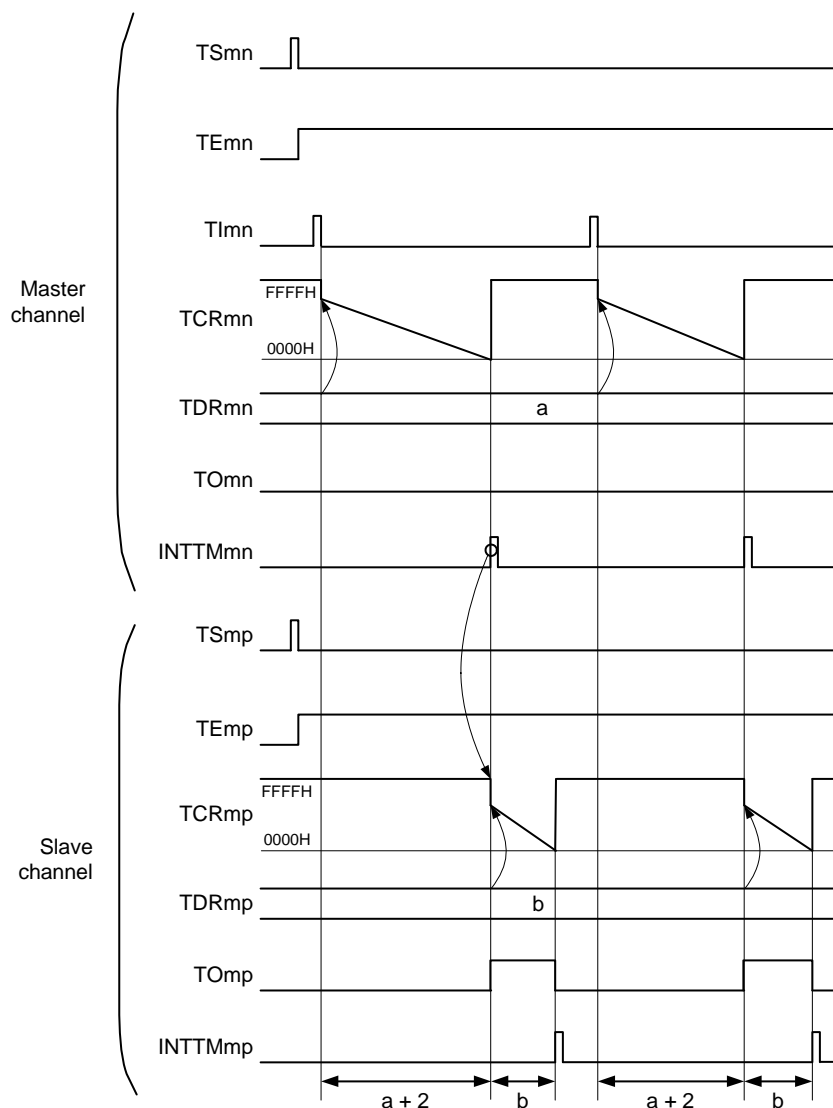 TSmn
TEmn
TImn
Master
channel
FFFFH
TCRmn
0000H
TDRmn
a
TOmn
INTTMmn
TSmp
TEmp
FFFFH
TCRmp
0000H
Slave
channel
TDRmp
b
TOmp
INTTMmp
a + 2
b
a + 2
b